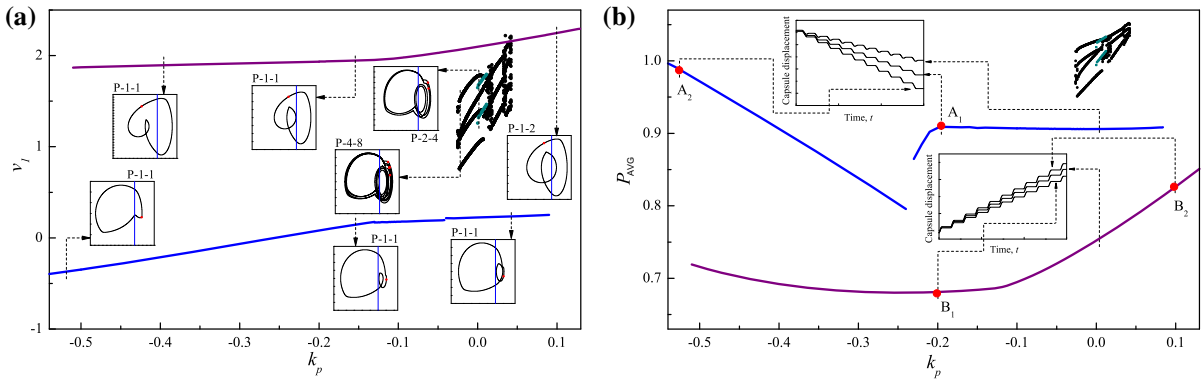 (a)
v1
2
1
0
-1
-0.5
-0.4
-0.3
-0.2
-0.1
0.0
0.1
kp
P-1-1
P-1-1
P-1-1
P-4-8
P-2-4
P-1-2
P-1-1
P-1-1
(b)
PAVG
1.0
0.9
0.8
0.7
0.6
-0.5
-0.4
-0.3
-0.2
-0.1
0.0
0.1
kp
A2
A1
B1
B2
Capsule displacement
Time, t
Capsule displacement
Time, t